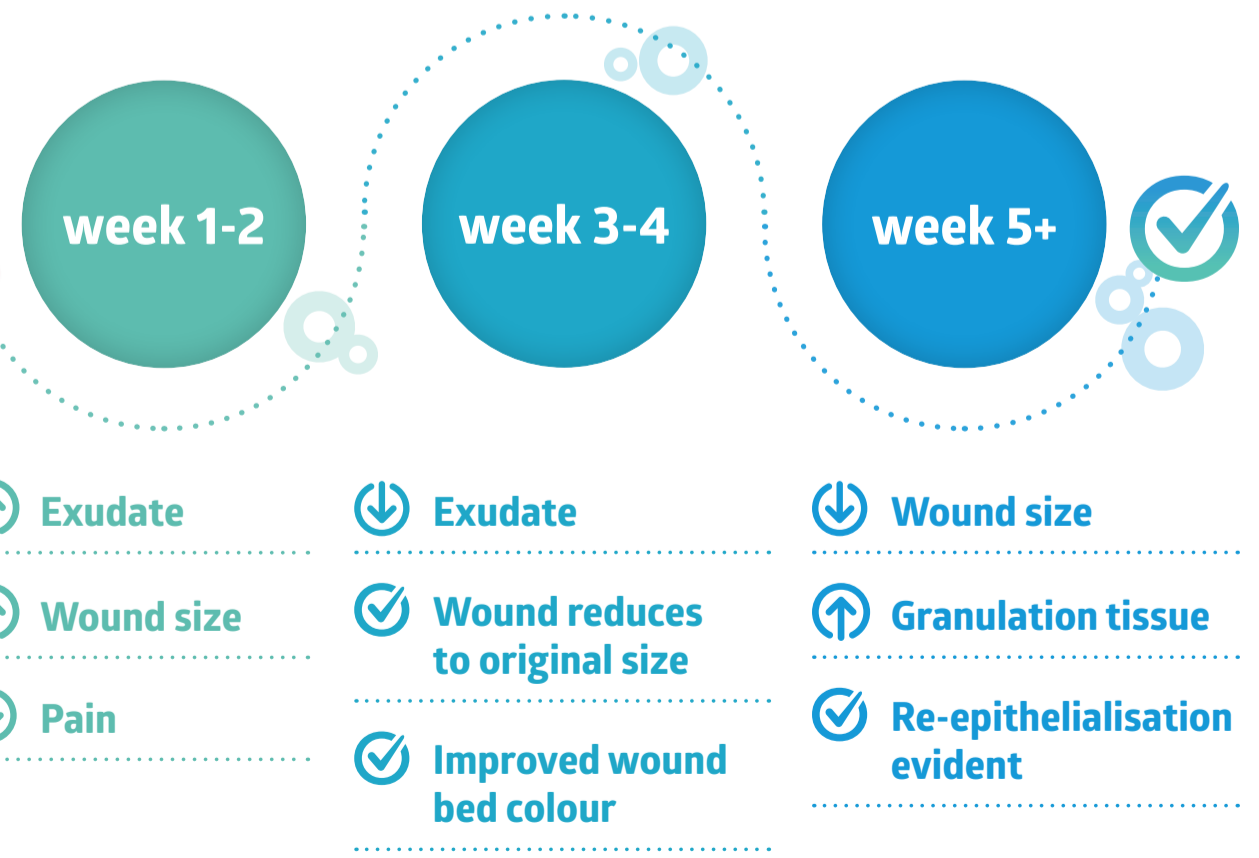 week 1-2
week 3-4
week 5+
Exudate
Wound size
Pain
Exudate
Wound reduces
to original size
Improved wound
bed colour
Wound size
Granulation tissue
Re-epithelialisation
evident